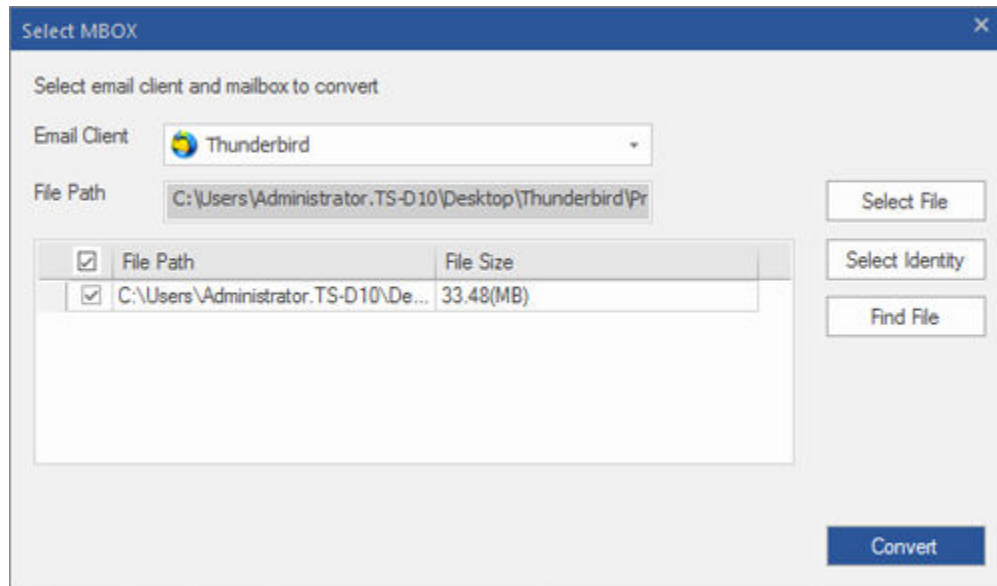 Select MBOX
Select email client and mailbox to convert
Email Client
Thunderbird
File Path
C:\Users\Administrator.TS-D10\Desktop\Thunderbird\Pr
Select File
File Path File Size
Select Identity
C:\Users\Administrator.TS-D10\De... 33.48(MB)
Find File
Convert